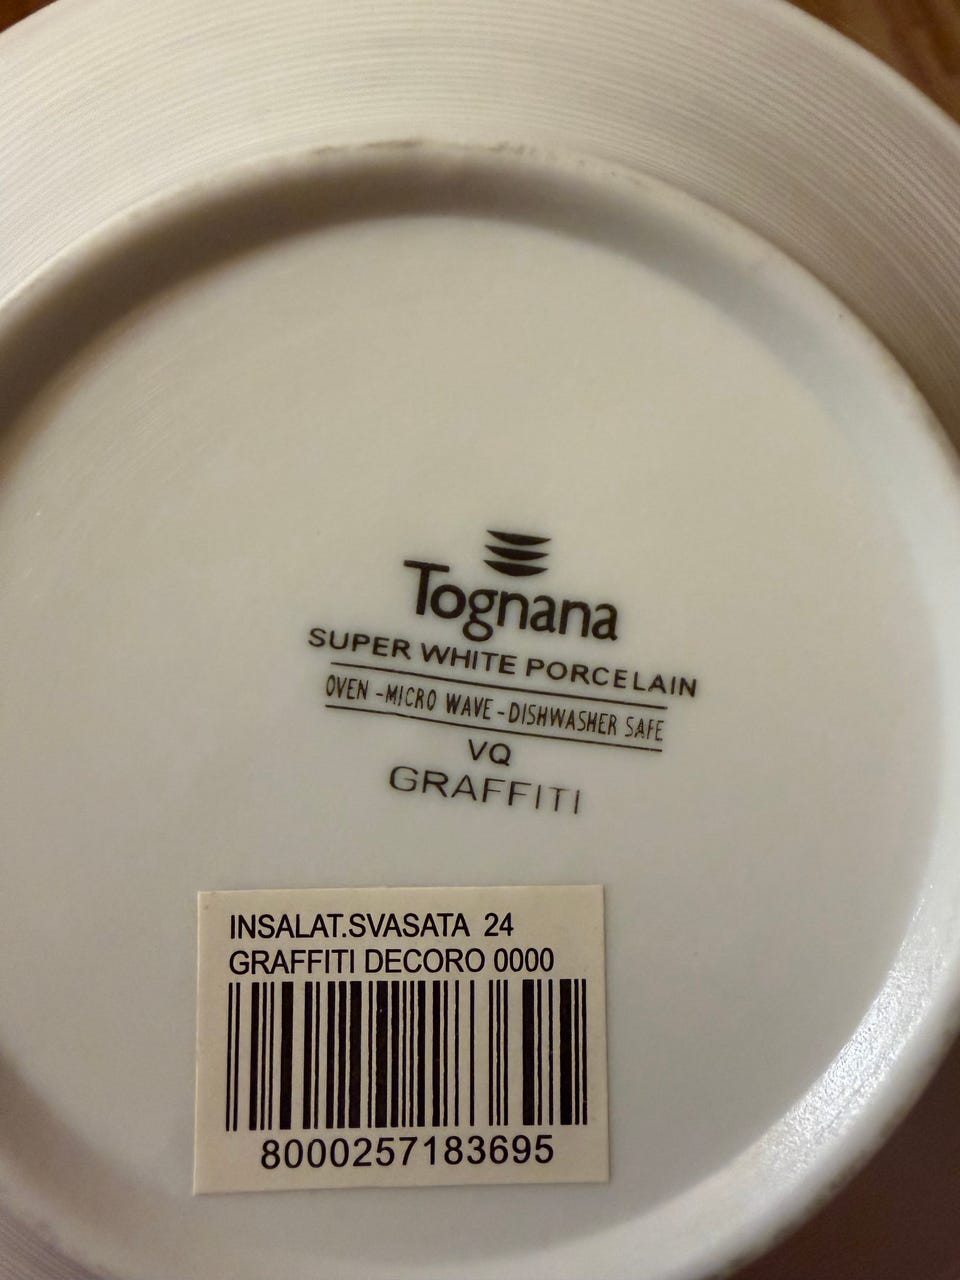 Tognana
SUPER WHITE PORCELAIN
OVEN -MICRO WAVE -DISHWASHER SAFE
VQ
GRAFFITI
INSALAT.SVASATA 24
GRAFFITI DECORO 0000
8000257183695